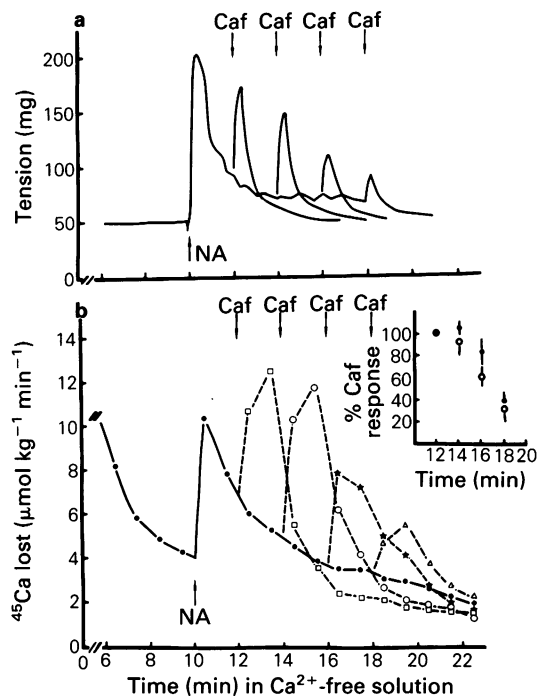 a
Caf Caf Caf Caf
Tension (mg)
200
150
100
50
0
NA
b
Caf Caf Caf Caf
⁴⁵Ca lost (μmol kg⁻¹ min⁻¹)
14
12
10
8
6
4
2
0
NA
0 6 8 10 12 14 16 18 20 22
Time (min) in Ca²⁺-free solution
% Caf response
100
80
60
40
20
12 14 16 18 20
Time (min)